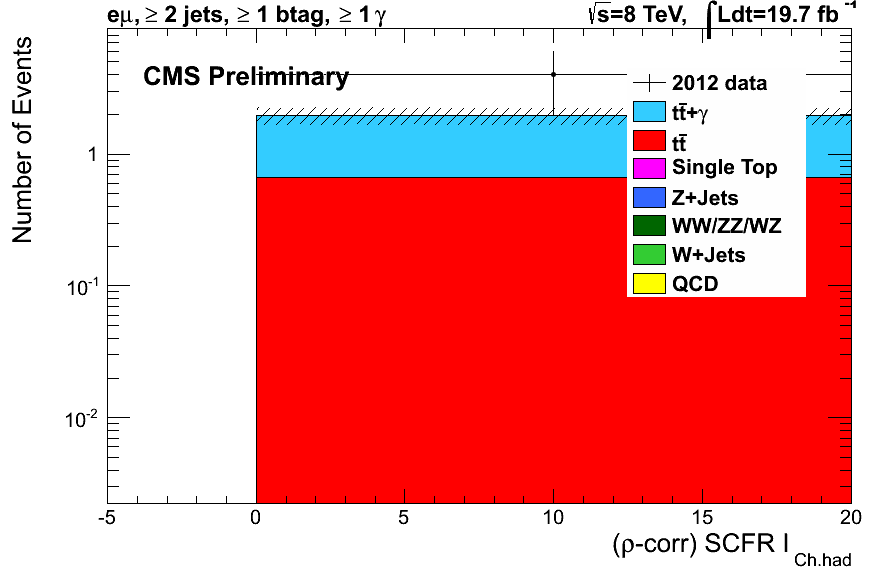 eμ, ≥ 2 jets, ≥ 1 btag, ≥ 1 γ
√s=8 TeV, ∫Ldt=19.7 fb⁻¹
CMS Preliminary
2012 data
tt̄+γ
tt̄
Single Top
Z+Jets
WW/ZZ/WZ
W+Jets
QCD
Number of Events
1
10⁻¹
10⁻²
-5 0 5 10 15 20
(ρ-corr) SCFR I Ch.had